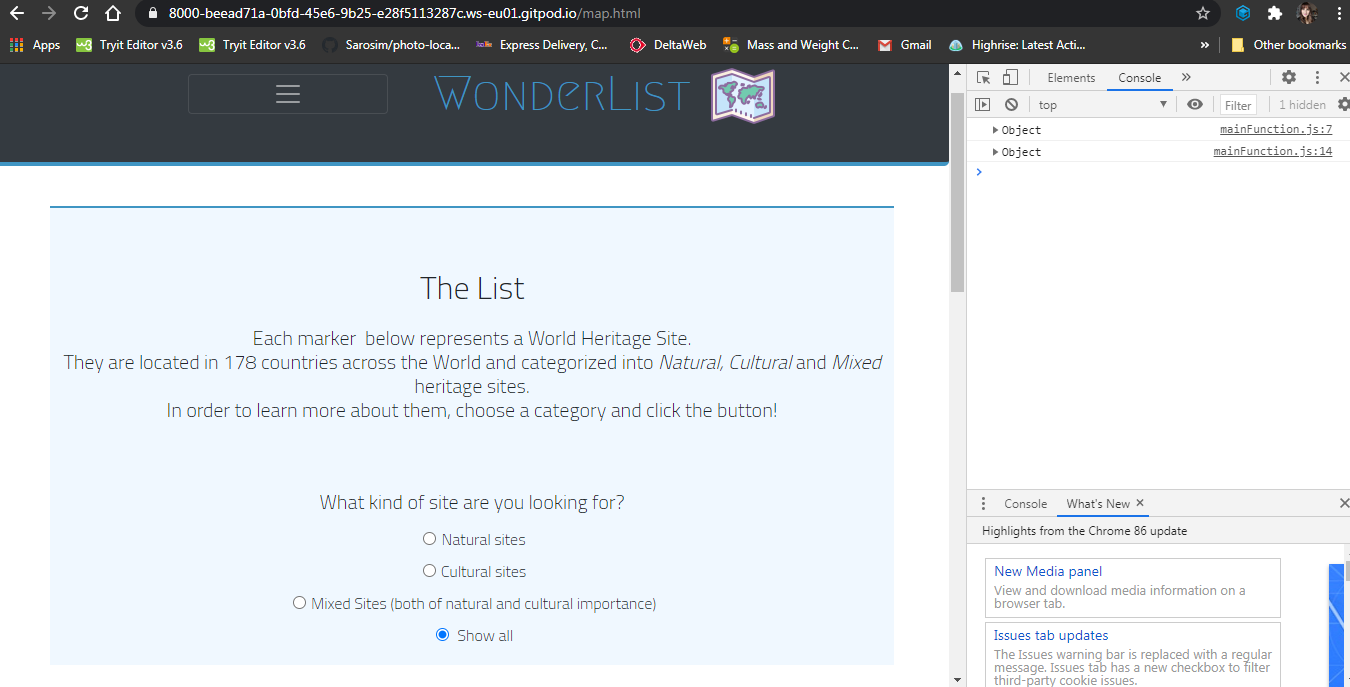 8000-beead71a-0bfd-45e6-9b25-e28f5113287c.ws-eu01.gitpod.io/map.html
Apps Tryit Editor v3.6 Tryit Editor v3.6 Sarosim/photo-loca... Express Delivery, C... DeltaWeb Mass and Weight C... Gmail Highrise: Latest Acti... » Other bookmarks
WonderList
Elements Console »
top Filter 1 hidden
Object mainFunction.js:7
Object mainFunction.js:14
The List
Each marker below represents a World Heritage Site.
They are located in 178 countries across the World and categorized into Natural, Cultural and Mixed
heritage sites.
In order to learn more about them, choose a category and click the button!
What kind of site are you looking for?
Natural sites
Cultural sites
Mixed Sites (both of natural and cultural importance)
Show all
Console What's New
Highlights from the Chrome 86 update
New Media panel
View and download media information on a
browser tab.
Issues tab updates
The Issues warning bar is replaced with a regular
message. Issues tab has a new checkbox to filter
third-party cookie issues.